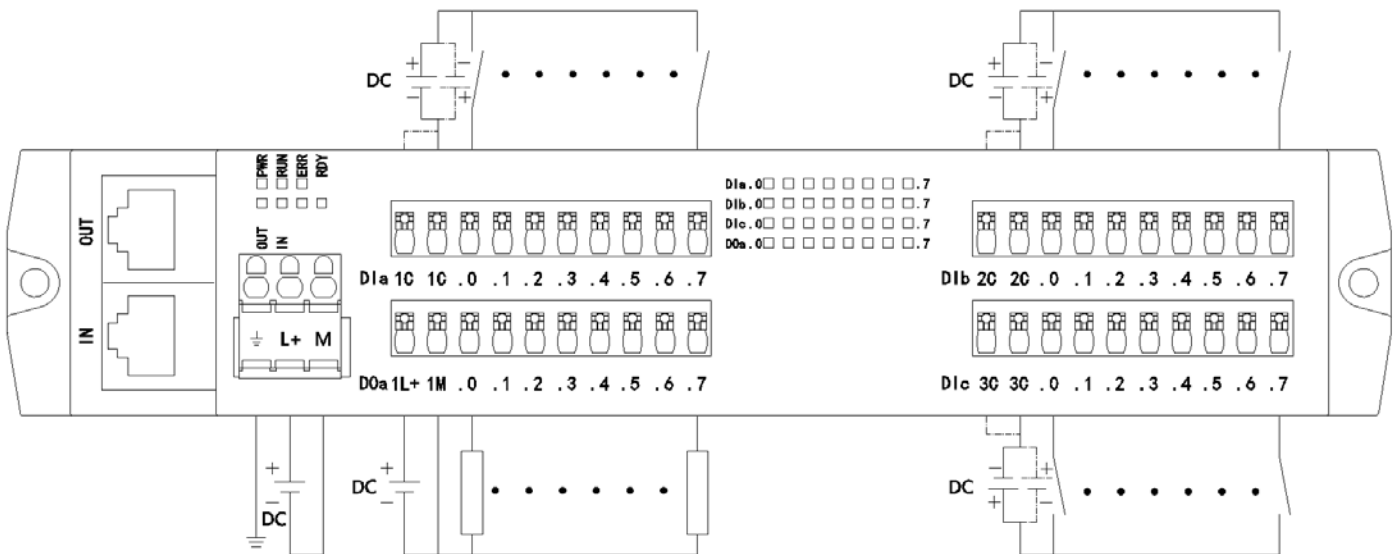 + − DC − +
+ − DC − +
PWR RUN ERR RDY
DIa.0 .7
DIb.0 .7
DIc.0 .7
DOa.0 .7
OUT
OUT IN
DIa 1C 1C .0 .1 .2 .3 .4 .5 .6 .7
DIb 2C 2C .0 .1 .2 .3 .4 .5 .6 .7
IN
L+ M
DOa 1L+ 1M .0 .1 .2 .3 .4 .5 .6 .7
DIc 3C 3C .0 .1 .2 .3 .4 .5 .6 .7
+ − DC
DC + −
DC − + + −